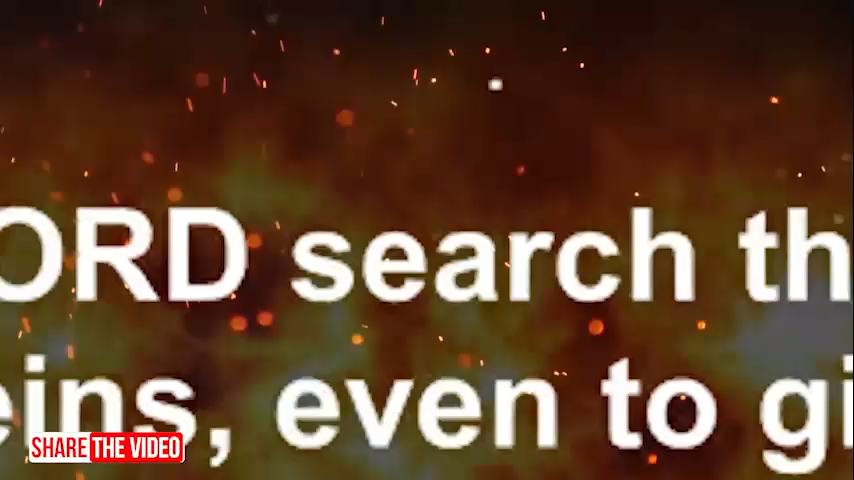 ORD search th
eins, even to gi
SHARE THE VIDEO